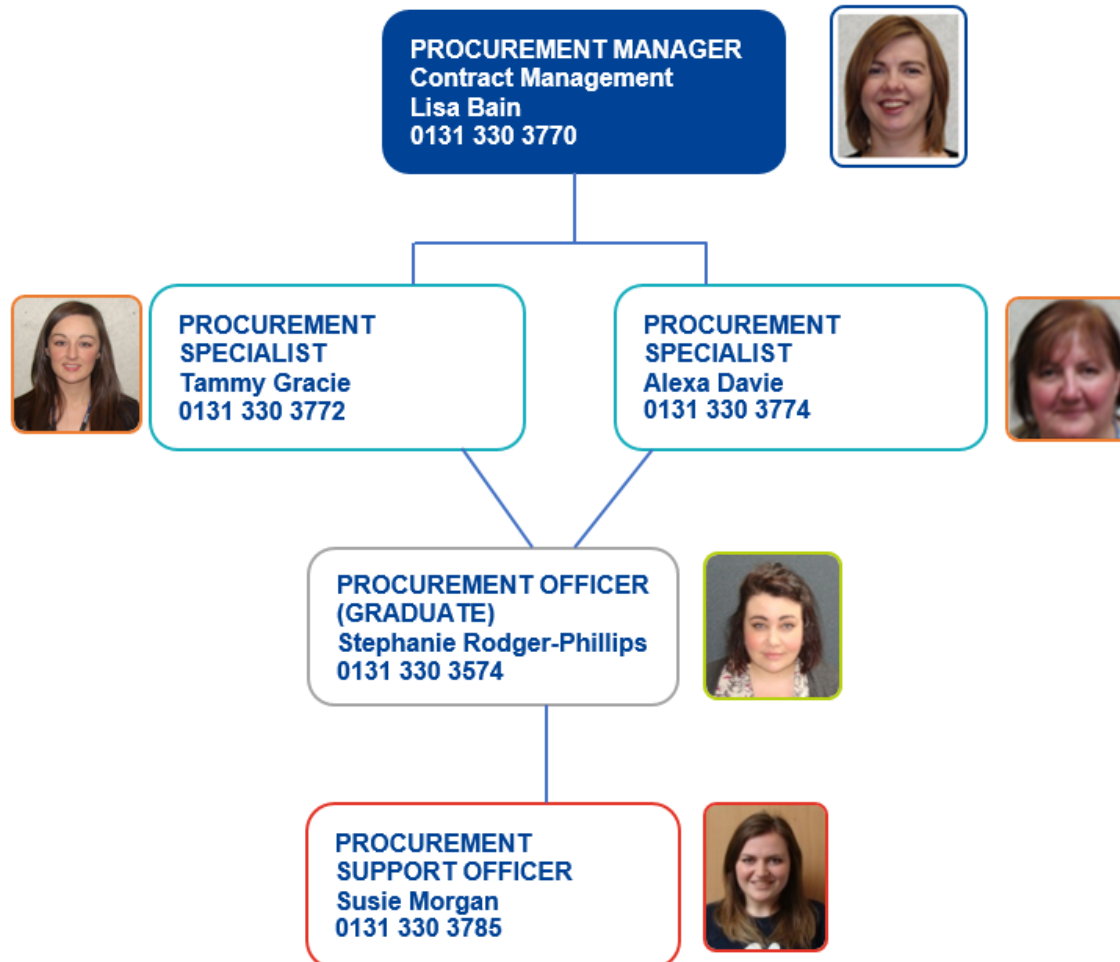 PROCUREMENT MANAGER
Contract Management
Lisa Bain
0131 330 3770
PROCUREMENT
SPECIALIST
Tammy Gracie
0131 330 3772
PROCUREMENT
SPECIALIST
Alexa Davie
0131 330 3774
PROCUREMENT OFFICER
(GRADUATE)
Stephanie Rodger-Phillips
0131 330 3574
PROCUREMENT
SUPPORT OFFICER
Susie Morgan
0131 330 3785